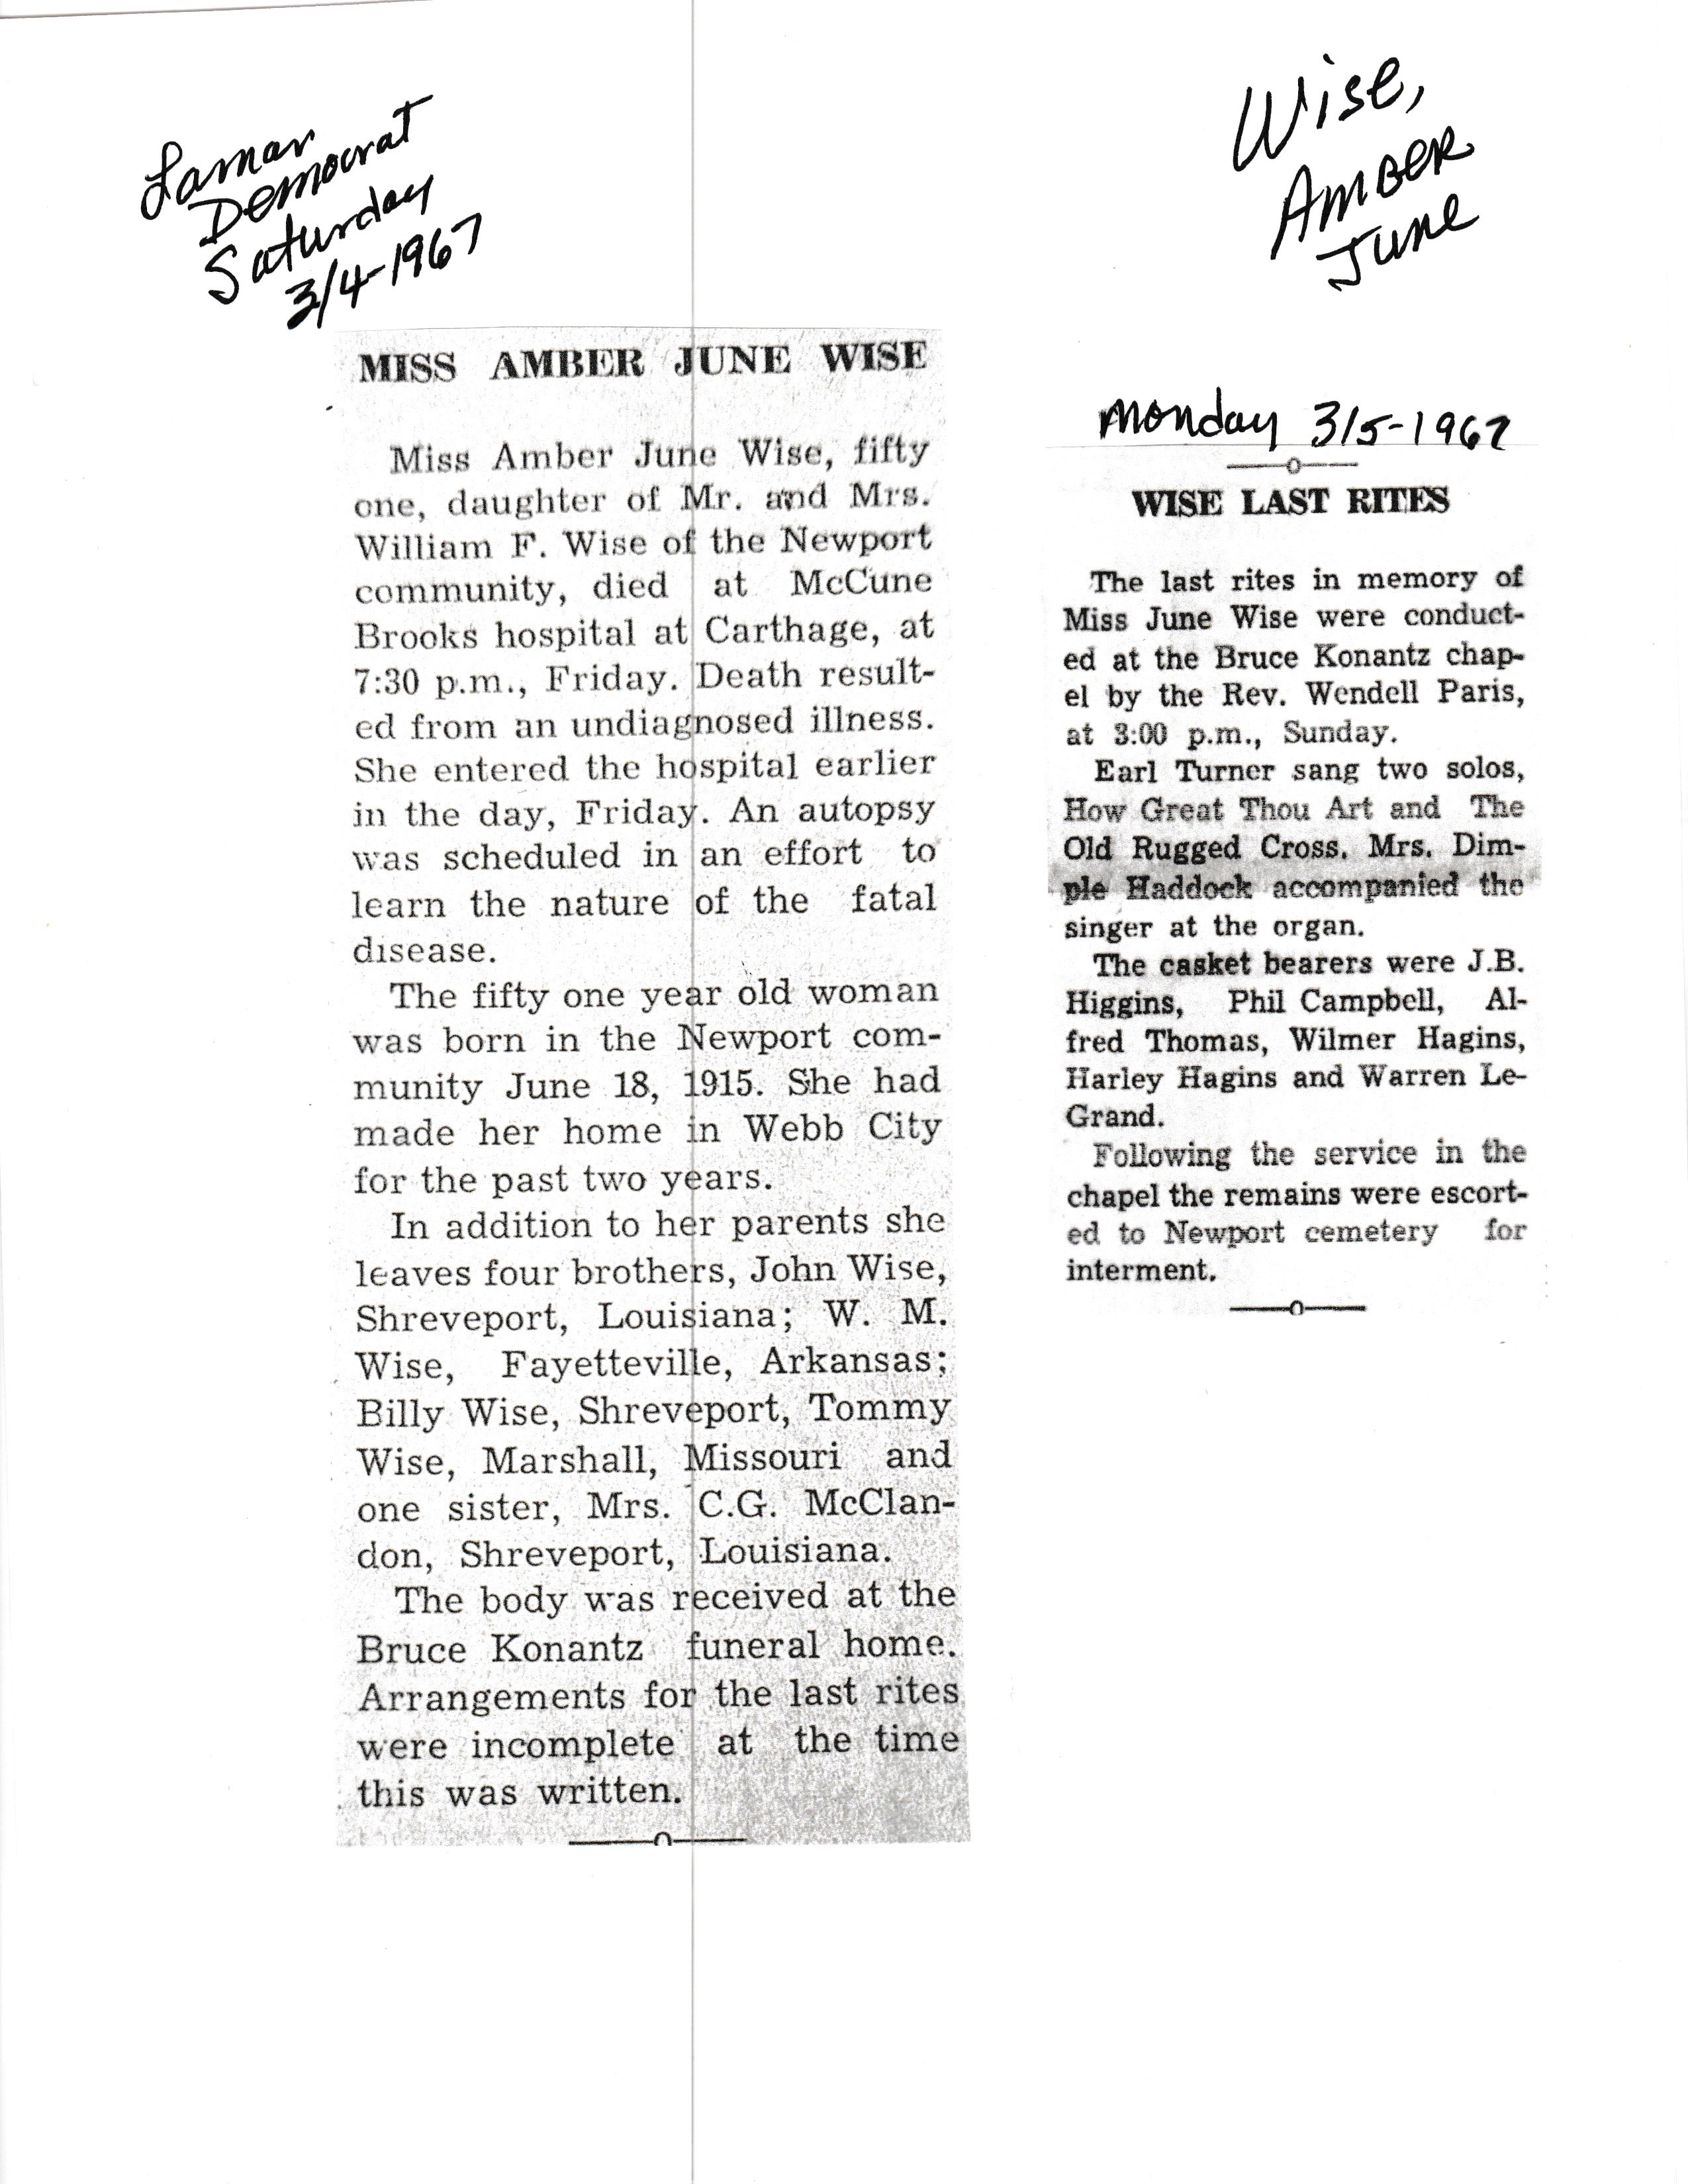 Lamar
Democrat
Saturday
3/4-1967
Wise,
Amber
June
MISS AMBER JUNE WISE
Miss Amber June Wise, fifty
one, daughter of Mr. and Mrs.
William F. Wise of the Newport
community, died at McCune
Brooks hospital at Carthage, at
7:30 p.m., Friday. Death result-
ed from an undiagnosed illness.
She entered the hospital earlier
in the day, Friday. An autopsy
was scheduled in an effort to
learn the nature of the fatal
disease.
The fifty one year old woman
was born in the Newport com-
munity June 18, 1915. She had
made her home in Webb City
for the past two years.
In addition to her parents she
leaves four brothers, John Wise,
Shreveport, Louisiana; W. M.
Wise, Fayetteville, Arkansas;
Billy Wise, Shreveport, Tommy
Wise, Marshall, Missouri and
one sister, Mrs. C.G. McClan-
don, Shreveport, Louisiana.
The body was received at the
Bruce Konantz funeral home.
Arrangements for the last rites
were incomplete at the time
this was written.
Monday 3/5-1967
WISE LAST RITES
The last rites in memory of
Miss June Wise were conduct-
ed at the Bruce Konantz chap-
el by the Rev. Wendell Paris,
at 3:00 p.m., Sunday.
Earl Turner sang two solos,
How Great Thou Art and The
Old Rugged Cross. Mrs. Dim-
ple Haddock accompanied the
singer at the organ.
The casket bearers were J.B.
Higgins, Phil Campbell, Al-
fred Thomas, Wilmer Hagins,
Harley Hagins and Warren Le-
Grand.
Following the service in the
chapel the remains were escort-
ed to Newport cemetery for
interment.